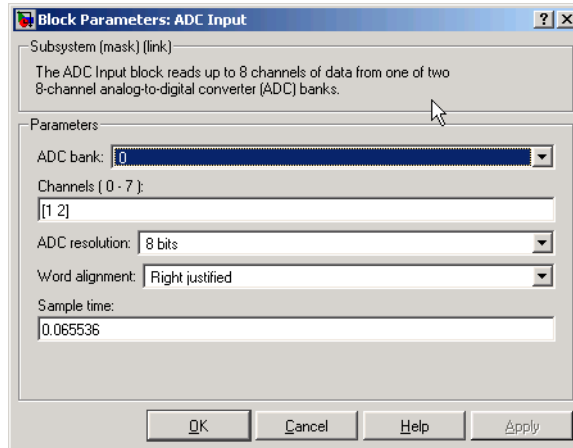 Block Parameters: ADC Input
Subsystem (mask) (link)
The ADC Input block reads up to 8 channels of data from one of two
8-channel analog-to-digital converter (ADC) banks.
Parameters
ADC bank: 0
Channels ( 0 - 7 ):
[1 2]
ADC resolution: 8 bits
Word alignment: Right justified
Sample time:
0.065536
OK Cancel Help Apply